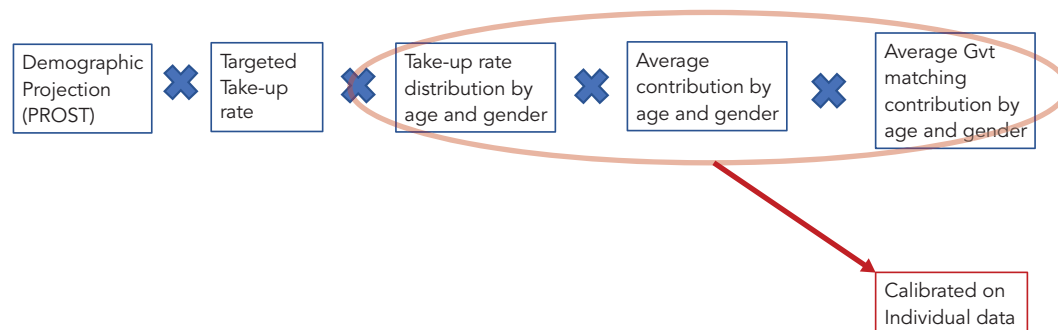 Demographic
Projection
(PROST)
Targeted
Take-up
rate
Take-up rate
distribution by
age and gender
Average
contribution by
age and gender
Average Gvt
matching
contribution by
age and gender
Calibrated on
Individual data